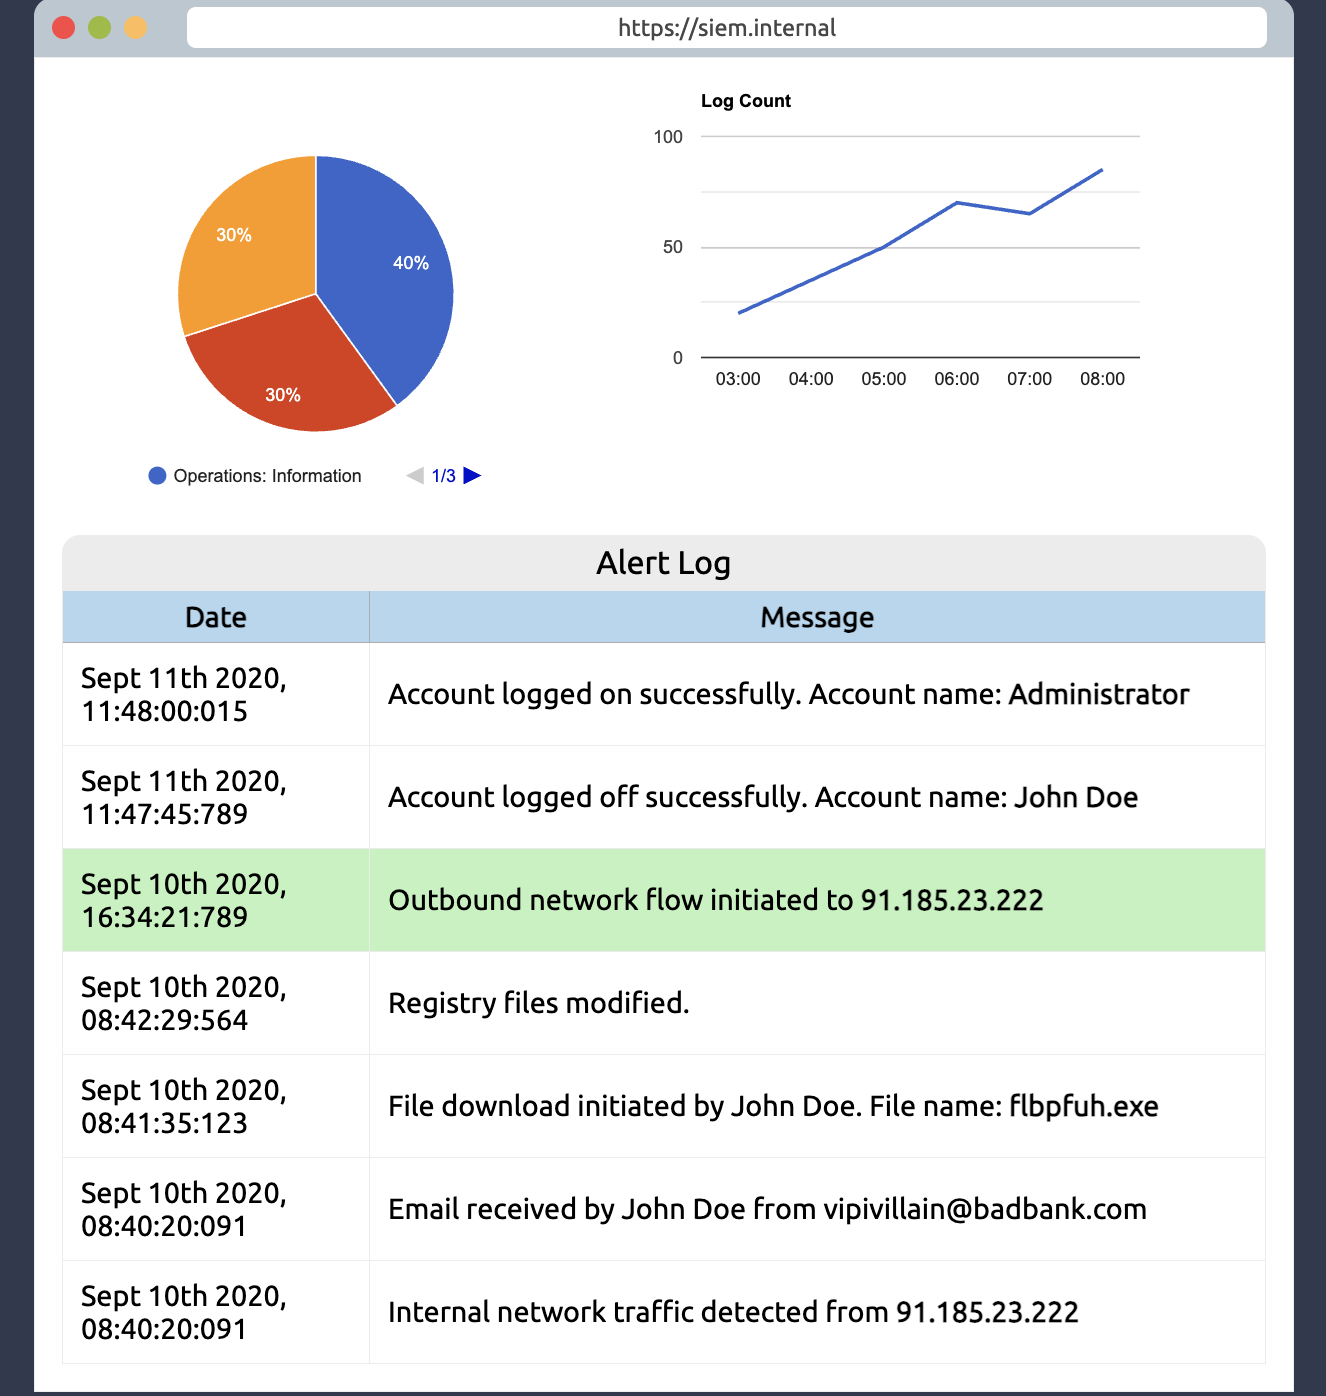 https://siem.internal
30%
40%
30%
Operations: Information
1/3
Log Count
100
50
0
03:00 04:00 05:00 06:00 07:00 08:00
Alert Log
Date Message
Sept 11th 2020,
11:48:00:015
Account logged on successfully. Account name: Administrator
Sept 11th 2020,
11:47:45:789
Account logged off successfully. Account name: John Doe
Sept 10th 2020,
16:34:21:789
Outbound network flow initiated to 91.185.23.222
Sept 10th 2020,
08:42:29:564
Registry files modified.
Sept 10th 2020,
08:41:35:123
File download initiated by John Doe. File name: flbpfuh.exe
Sept 10th 2020,
08:40:20:091
Email received by John Doe from vipivillain@badbank.com
Sept 10th 2020,
08:40:20:091
Internal network traffic detected from 91.185.23.222